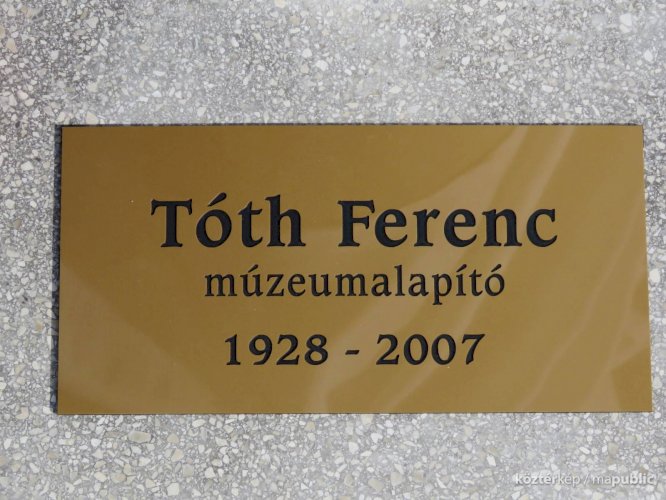 Tóth Ferenc
múzeumalapító
1928 - 2007
köztérkép / mapublic